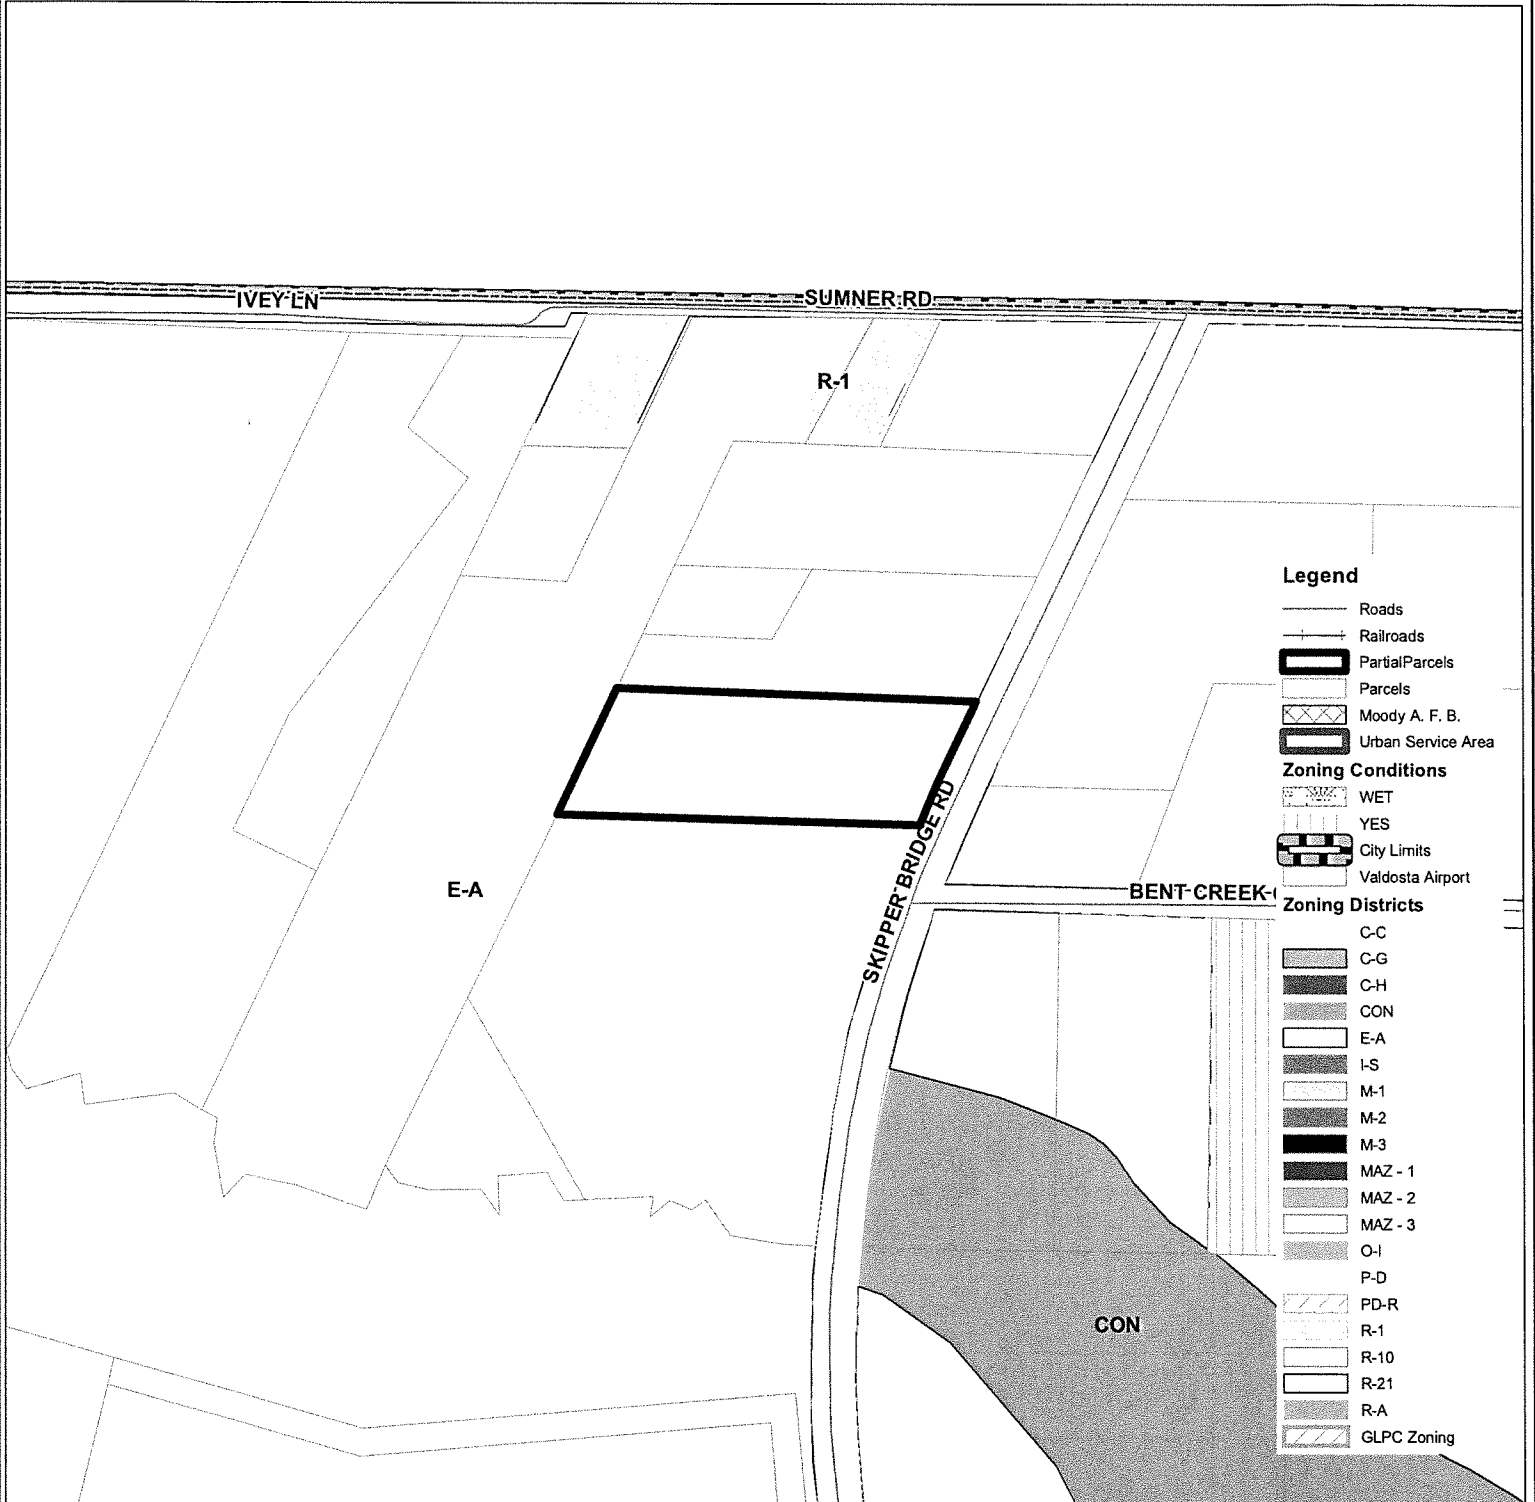 IVEY LN
SUMNER RD
R-1
E-A
SKIPPER BRIDGE RD
BENT CREEK
CON
Legend
Roads
Railroads
PartialParcels
Parcels
Moody A. F. B.
Urban Service Area
Zoning Conditions
WET
YES
City Limits
Valdosta Airport
Zoning Districts
C-C
C-G
C-H
CON
E-A
I-S
M-1
M-2
M-3
MAZ - 1
MAZ - 2
MAZ - 3
O-I
P-D
PD-R
R-1
R-10
R-21
R-A
GLPC Zoning